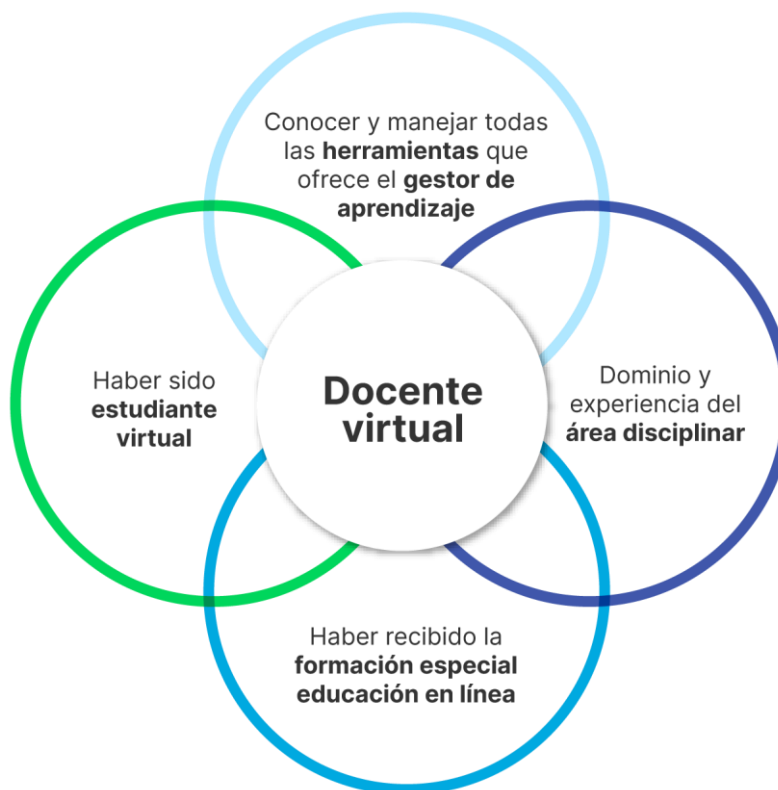 Conocer y manejar todas
las herramientas que
ofrece el gestor de
aprendizaje
Haber sido
estudiante
virtual
Docente
virtual
Dominio y
experiencia del
área disciplinar
Haber recibido la
formación especial
educación en línea